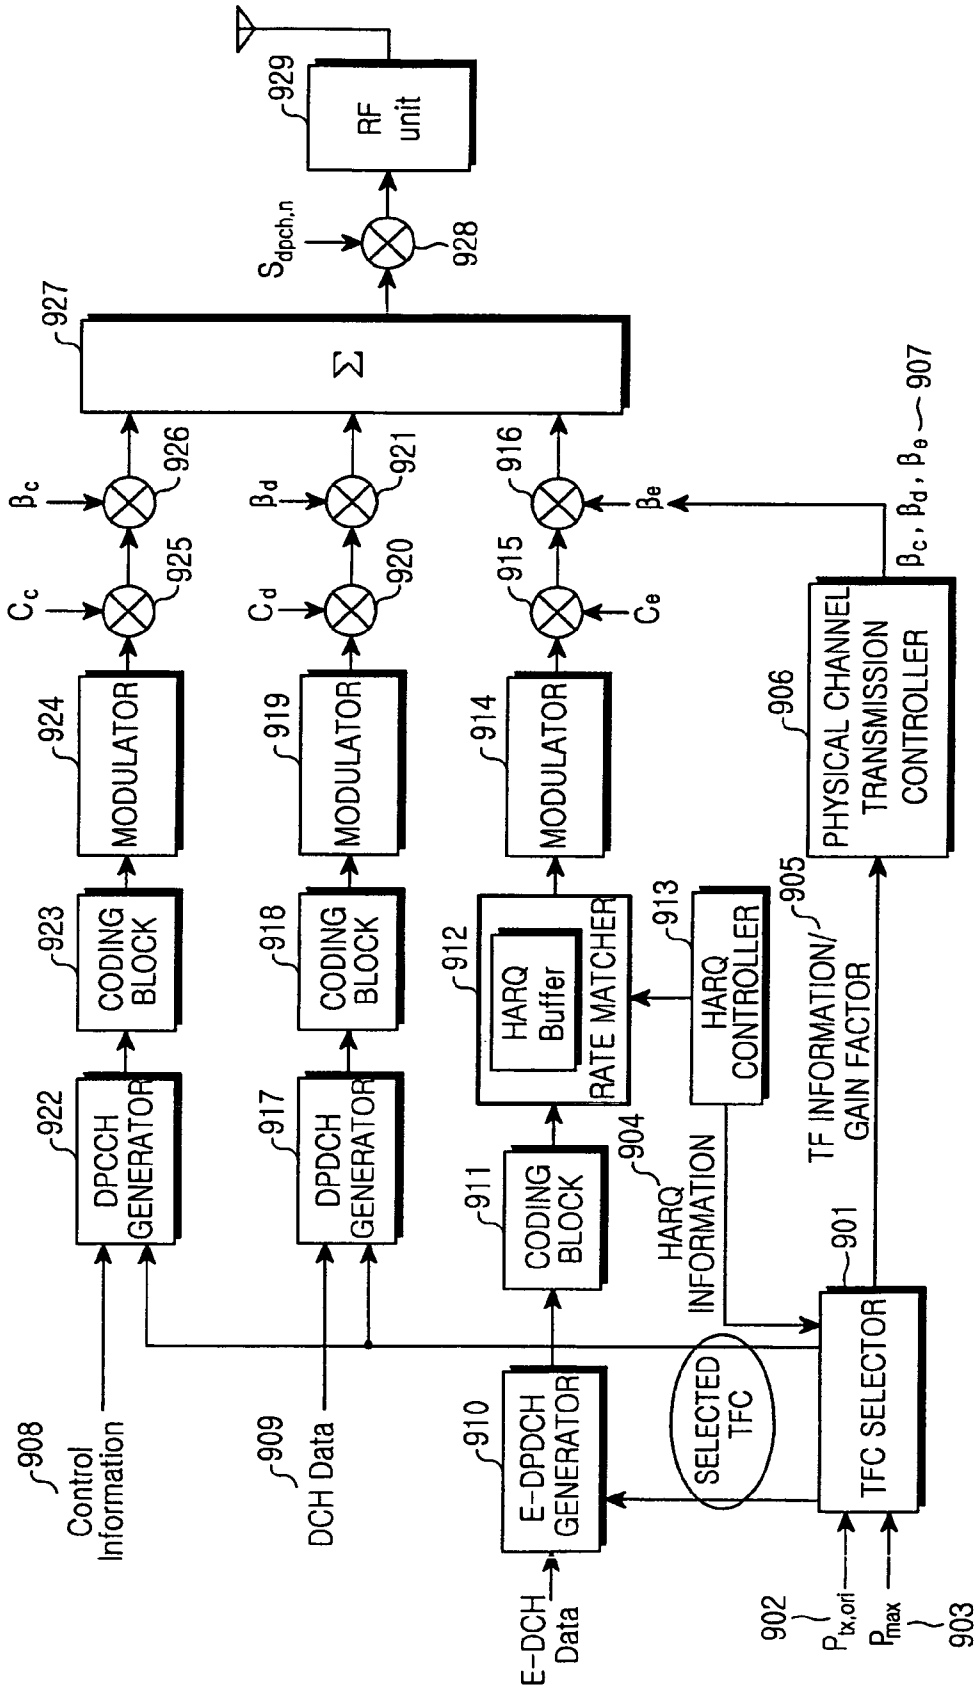 908
Control
Information
922
DPCCH
GENERATOR
923
CODING
BLOCK
924
MODULATOR
Cc
925
βc
926
927
Σ
Sdpch,n
928
929
RF
unit
909
DCH Data
917
DPDCH
GENERATOR
918
CODING
BLOCK
919
MODULATOR
Cd
920
βd
921
E-DCH
Data
910
E-DPDCH
GENERATOR
911
CODING
BLOCK
912
HARQ
Buffer
RATE MATCHER
914
MODULATOR
915
Ce
916
βe
SELECTED
TFC
904
HARQ
INFORMATION
913
HARQ
CONTROLLER
902
Ptx,ori
Pmax
903
901
TFC SELECTOR
905
TF INFORMATION/
GAIN FACTOR
906
PHYSICAL CHANNEL
TRANSMISSION
CONTROLLER
βc, βd, βe 907